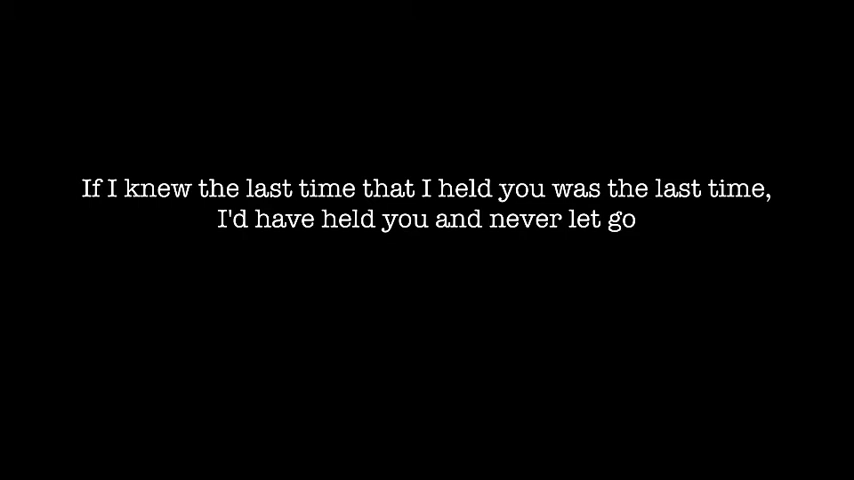 If I knew the last time that I held you was the last time,
I'd have held you and never let go